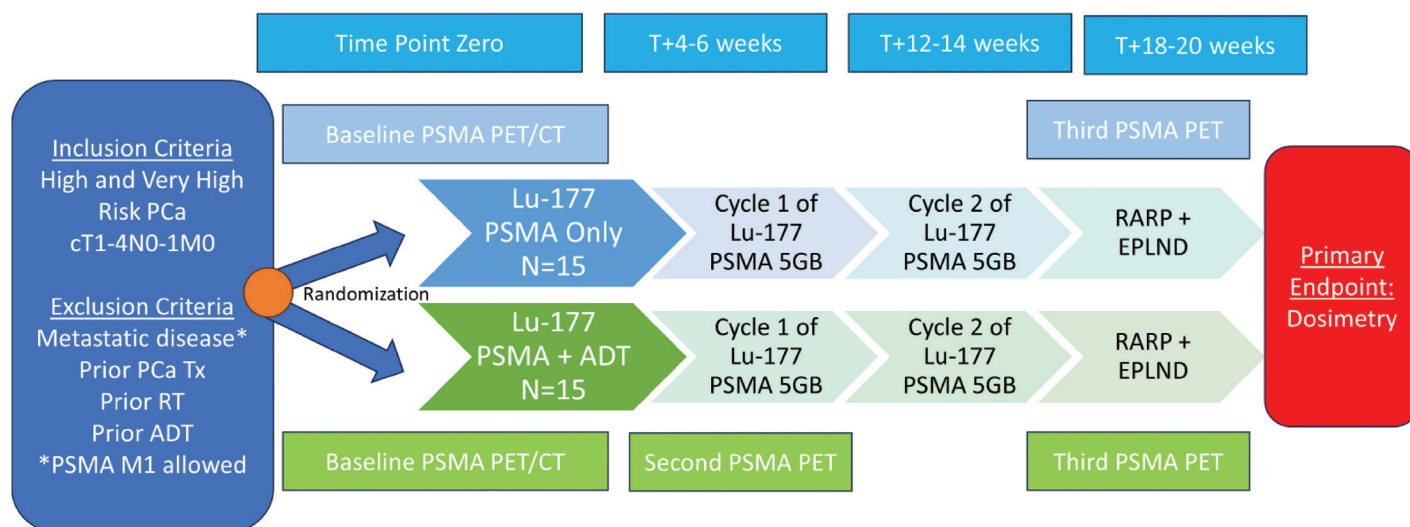 Time Point Zero
T+4-6 weeks
T+12-14 weeks
T+18-20 weeks
Inclusion Criteria
High and Very High
Risk PCa
cT1-4N0-1M0
Exclusion Criteria
Metastatic disease*
Prior PCa Tx
Prior RT
Prior ADT
*PSMA M1 allowed
Randomization
Baseline PSMA PET/CT
Third PSMA PET
Lu-177
PSMA Only
N=15
Cycle 1 of
Lu-177
PSMA 5GB
Cycle 2 of
Lu-177
PSMA 5GB
RARP +
EPLND
Lu-177
PSMA + ADT
N=15
Cycle 1 of
Lu-177
PSMA 5GB
Cycle 2 of
Lu-177
PSMA 5GB
RARP +
EPLND
Baseline PSMA PET/CT
Second PSMA PET
Third PSMA PET
Primary
Endpoint:
Dosimetry